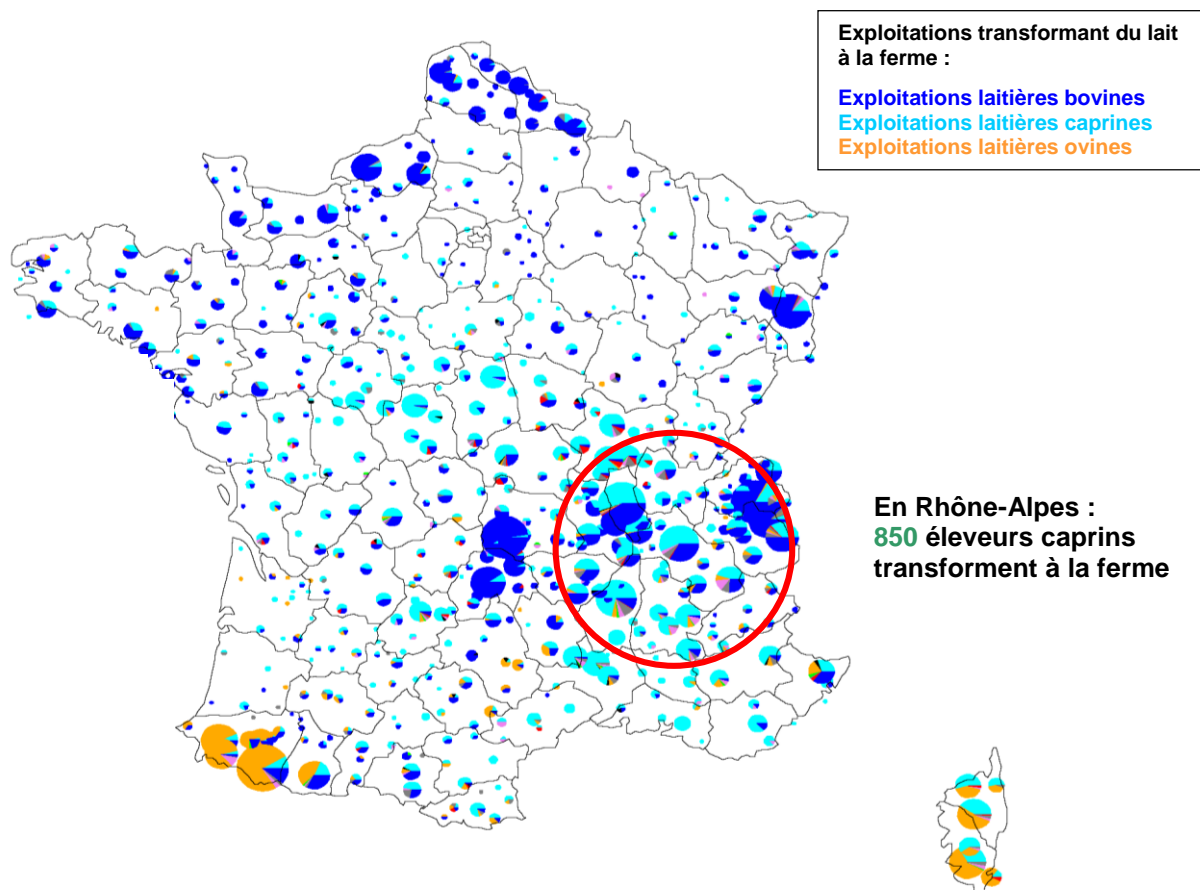 Exploitations transformant du lait
à la ferme :
Exploitations laitières bovines
Exploitations laitières caprines
Exploitations laitières ovines
En Rhône-Alpes :
850 éleveurs caprins
transforment à la ferme